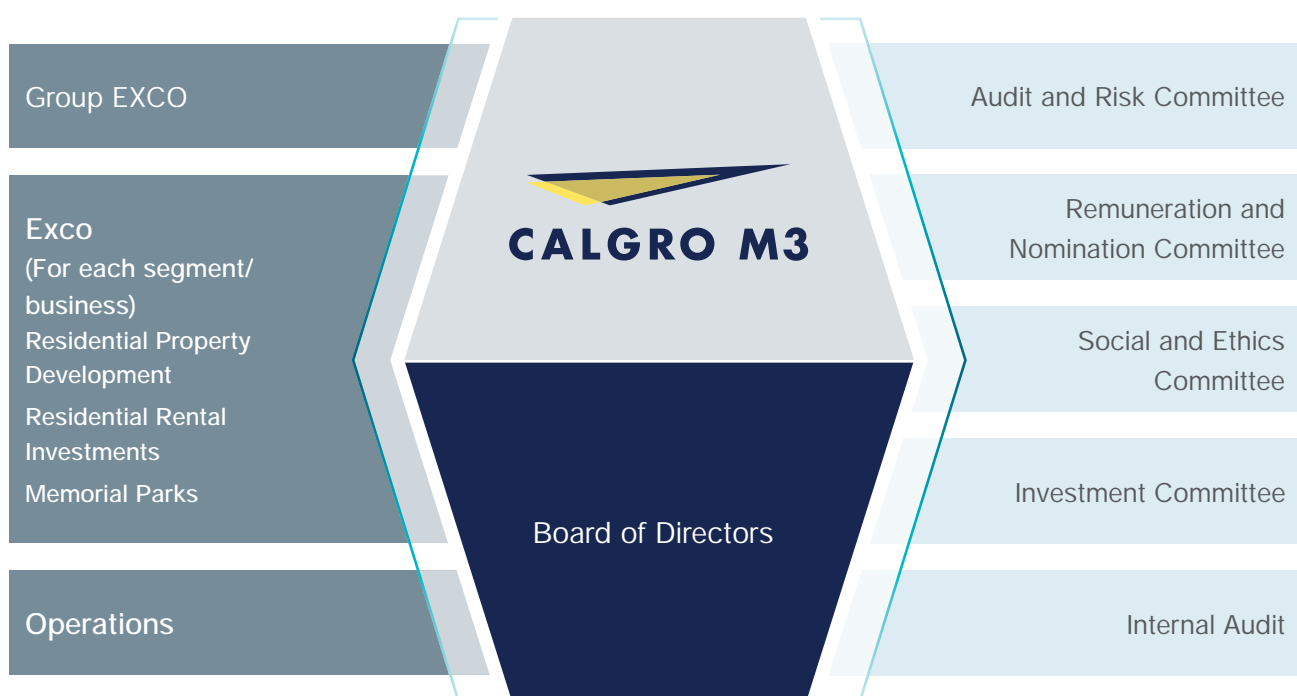 Group EXCO
Exco
(For each segment/
business)
Residential Property
Development
Residential Rental
Investments
Memorial Parks
Operations
CALGRO M3
Board of Directors
Audit and Risk Committee
Remuneration and
Nomination Committee
Social and Ethics
Committee
Investment Committee
Internal Audit